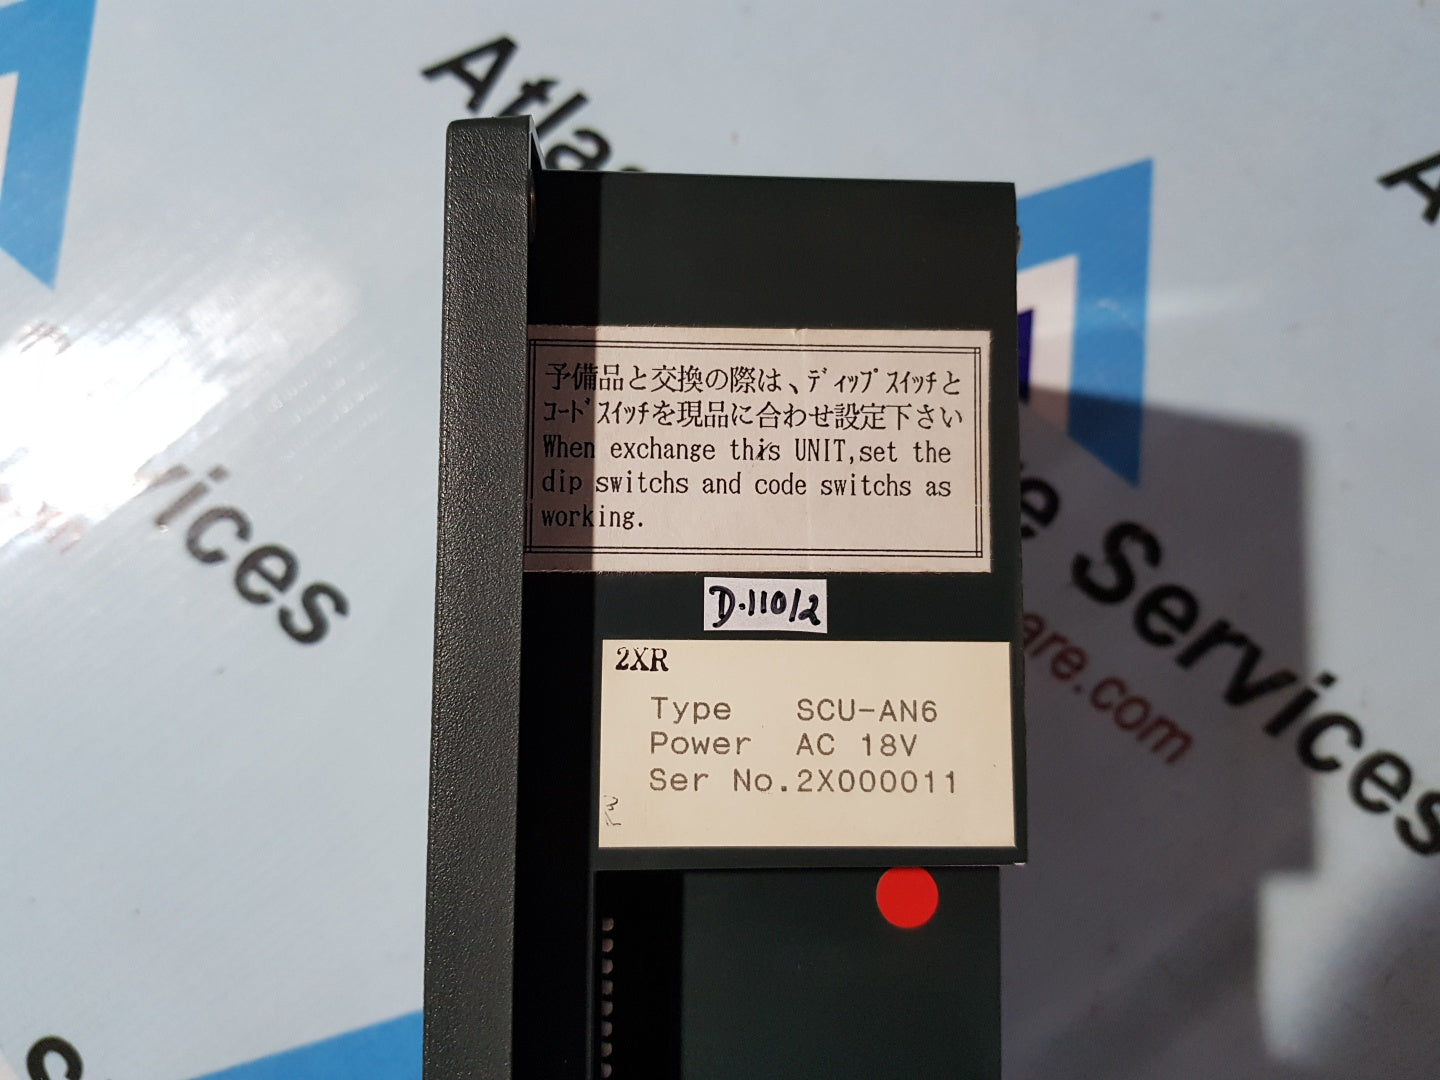 Atlas
予備品と交換の際は、ディップスイッチと
コードスイッチを現品に合わせ設定下さい
When exchange this UNIT,set the
dip switchs and code switchs as
working.
D.110/2
2XR
Type SCU-AN6
Power AC 18V
Ser No.2X000011
Services
are.com